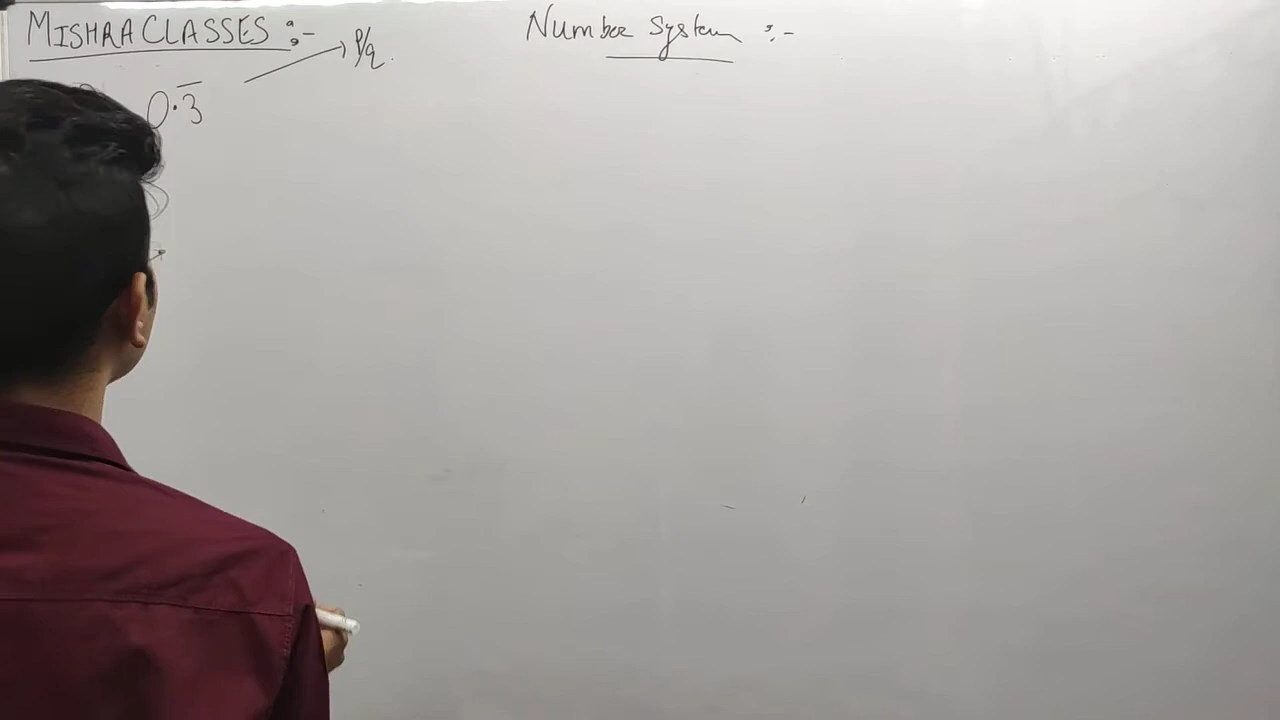 MISHRA CLASSES :-
Number System :-
p/q.
0.3̅